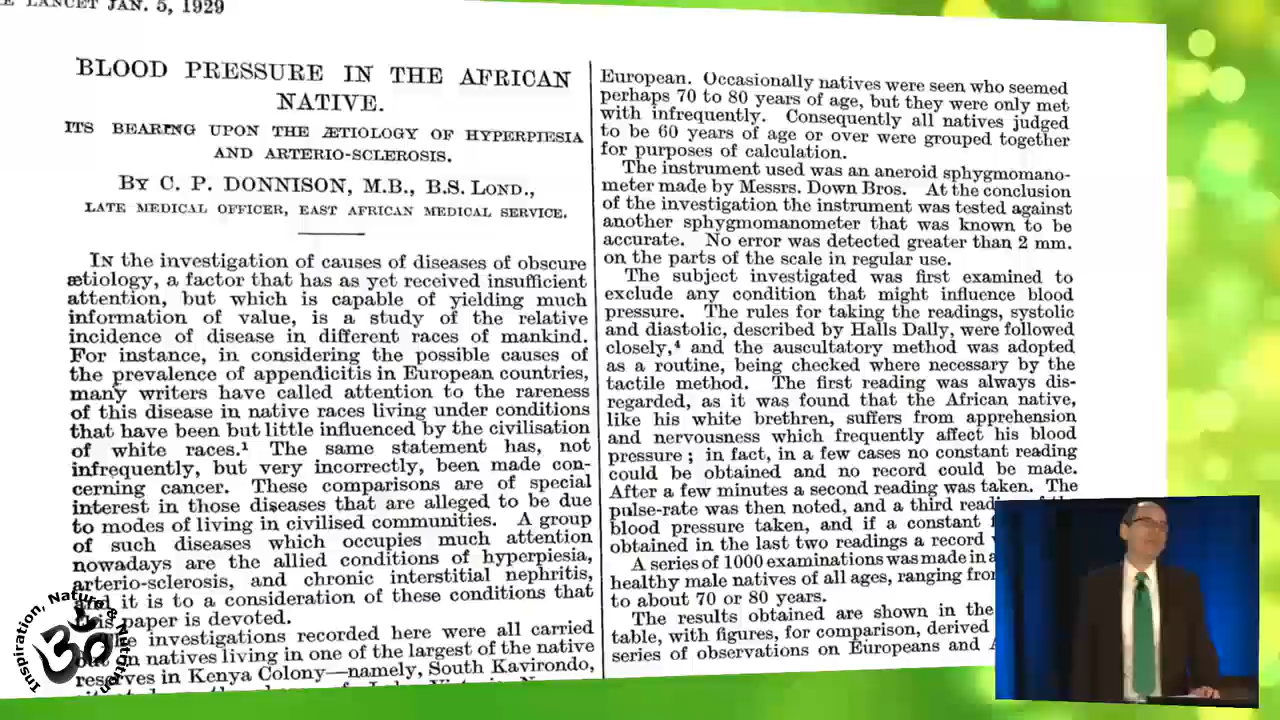 LANCET JAN. 5, 1929
BLOOD PRESSURE IN THE AFRICAN
NATIVE.
ITS BEARING UPON THE ÆTIOLOGY OF HYPERPIESIA
AND ARTERIO-SCLEROSIS.
BY C. P. DONNISON, M.B., B.S. LOND.,
LATE MEDICAL OFFICER, EAST AFRICAN MEDICAL SERVICE.
IN the investigation of causes of diseases of obscure
ætiology, a factor that has as yet received insufficient
attention, but which is capable of yielding much
information of value, is a study of the relative
incidence of disease in different races of mankind.
For instance, in considering the possible causes of
the prevalence of appendicitis in European countries,
many writers have called attention to the rareness
of this disease in native races living under conditions
that have been but little influenced by the civilisation
of white races.¹ The same statement has, not
infrequently, but very incorrectly, been made con-
cerning cancer. These comparisons are of special
interest in those diseases that are alleged to be due
to modes of living in civilised communities. A group
of such diseases which occupies much attention
nowadays are the allied conditions of hyperpiesia,
arterio-sclerosis, and chronic interstitial nephritis,
and it is to a consideration of these conditions that
this paper is devoted.
The investigations recorded here were all carried
out on natives living in one of the largest of the native
reserves in Kenya Colony—namely, South Kavirondo,
European. Occasionally natives were seen who seemed
perhaps 70 to 80 years of age, but they were only met
with infrequently. Consequently all natives judged
to be 60 years of age or over were grouped together
for purposes of calculation.
The instrument used was an aneroid sphygmomano-
meter made by Messrs. Down Bros. At the conclusion
of the investigation the instrument was tested against
another sphygmomanometer that was known to be
accurate. No error was detected greater than 2 mm.
on the parts of the scale in regular use.
The subject investigated was first examined to
exclude any condition that might influence blood
pressure. The rules for taking the readings, systolic
and diastolic, described by Halls Dally, were followed
closely,⁴ and the auscultatory method was adopted
as a routine, being checked where necessary by the
tactile method. The first reading was always dis-
regarded, as it was found that the African native,
like his white brethren, suffers from apprehension
and nervousness which frequently affect his blood
pressure; in fact, in a few cases no constant reading
could be obtained and no record could be made.
After a few minutes a second reading was taken. The
pulse-rate was then noted, and a third
blood pressure taken, and if a constant
obtained in the last two readings a record
A series of 1000 examinations was made in
healthy male natives of all ages, ranging
to about 70 or 80 years.
The results obtained are shown in the
table, with figures, for comparison, derived
series of observations on Europeans and
Inspiration, Nature & Nutrition
ॐ